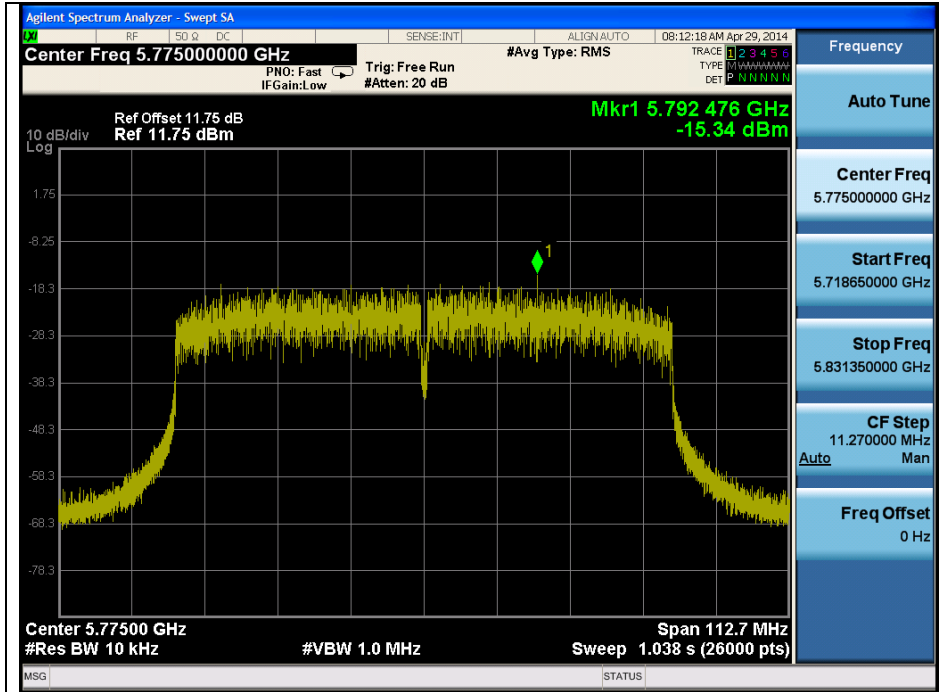 Agilent Spectrum Analyzer - Swept SA
LXI RF 50 Ω DC SENSE:INT ALIGN AUTO 08:12:18 AM Apr 29, 2014
Center Freq 5.775000000 GHz
PNO: Fast
IFGain:Low
Trig: Free Run
#Atten: 20 dB
#Avg Type: RMS
TRACE 1 2 3 4 5 6
TYPE M
DET P N N N N N
Mkr1 5.792 476 GHz
-15.34 dBm
Ref Offset 11.75 dB
10 dB/div Ref 11.75 dBm
Log
1.75
-8.25
-18.3
-28.3
-38.3
-48.3
-58.3
-68.3
-78.3
1
Center 5.77500 GHz Span 112.7 MHz
#Res BW 10 kHz #VBW 1.0 MHz Sweep 1.038 s (26000 pts)
MSG STATUS
Frequency
Auto Tune
Center Freq
5.775000000 GHz
Start Freq
5.718650000 GHz
Stop Freq
5.831350000 GHz
CF Step
11.270000 MHz
Auto Man
Freq Offset
0 Hz